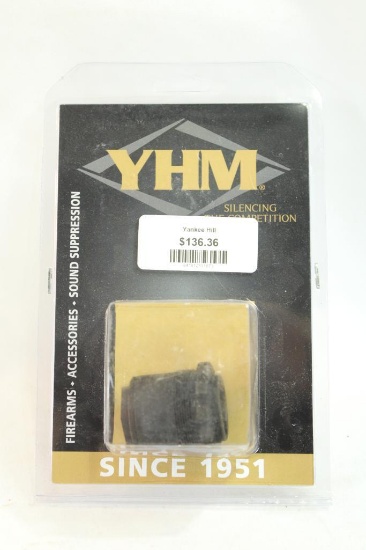 YHM®
SILENCING
COMPETITION
Yankee Hill
$136.36
FIREARMS • ACCESSORIES • SOUND SUPPRESSION
SINCE 1951